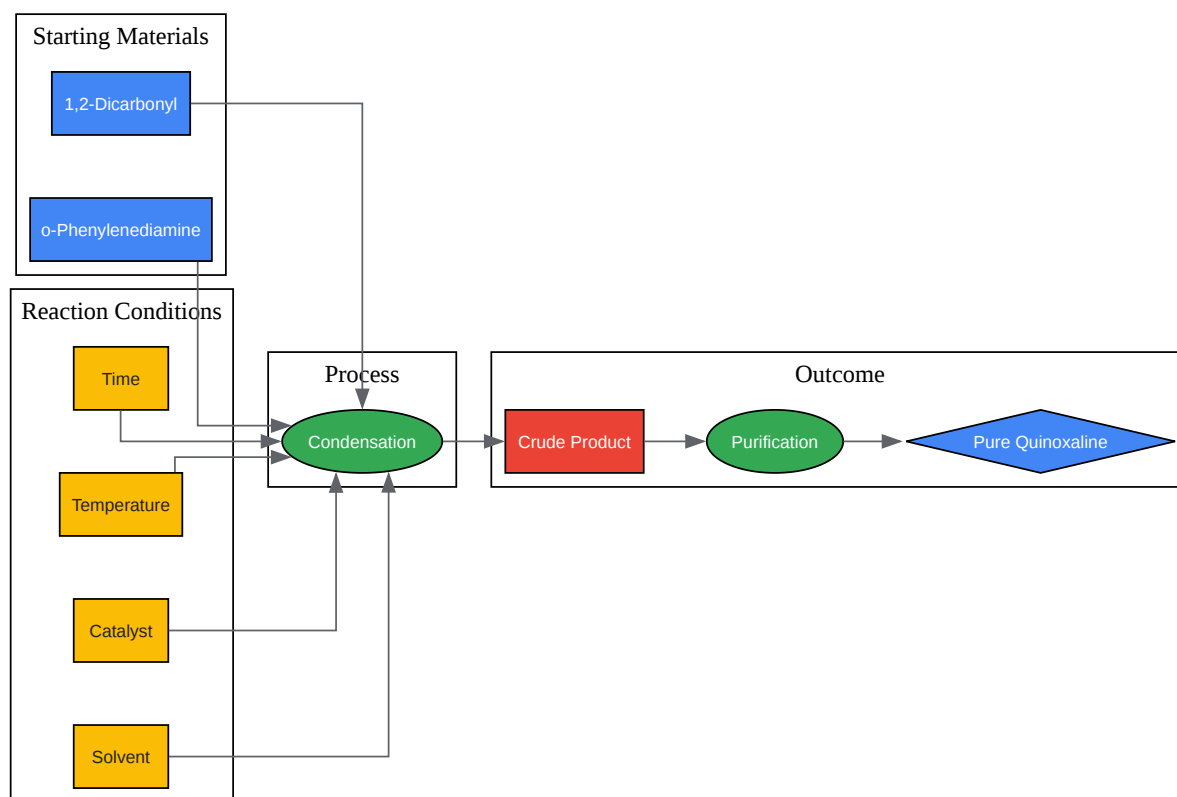 Starting Materials
1,2-Dicarbonyl
o-Phenylenediamine
Reaction Conditions
Time
Temperature
Catalyst
Solvent
Process
Condensation
Outcome
Crude Product
Purification
Pure Quinoxaline